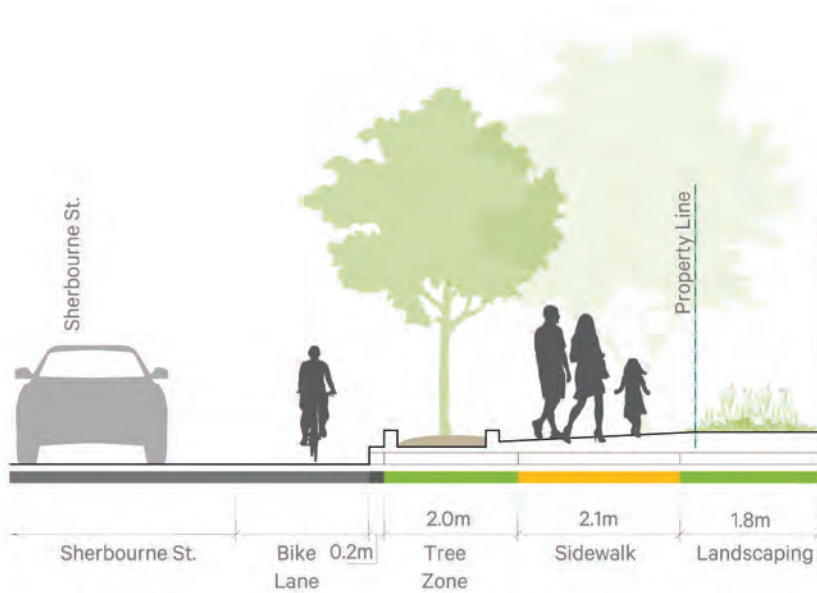 Sherbourne St.
Property Line
2.0m
2.1m
1.8m
Sherbourne St.
Bike
Lane
0.2m
Tree
Zone
Sidewalk
Landscaping